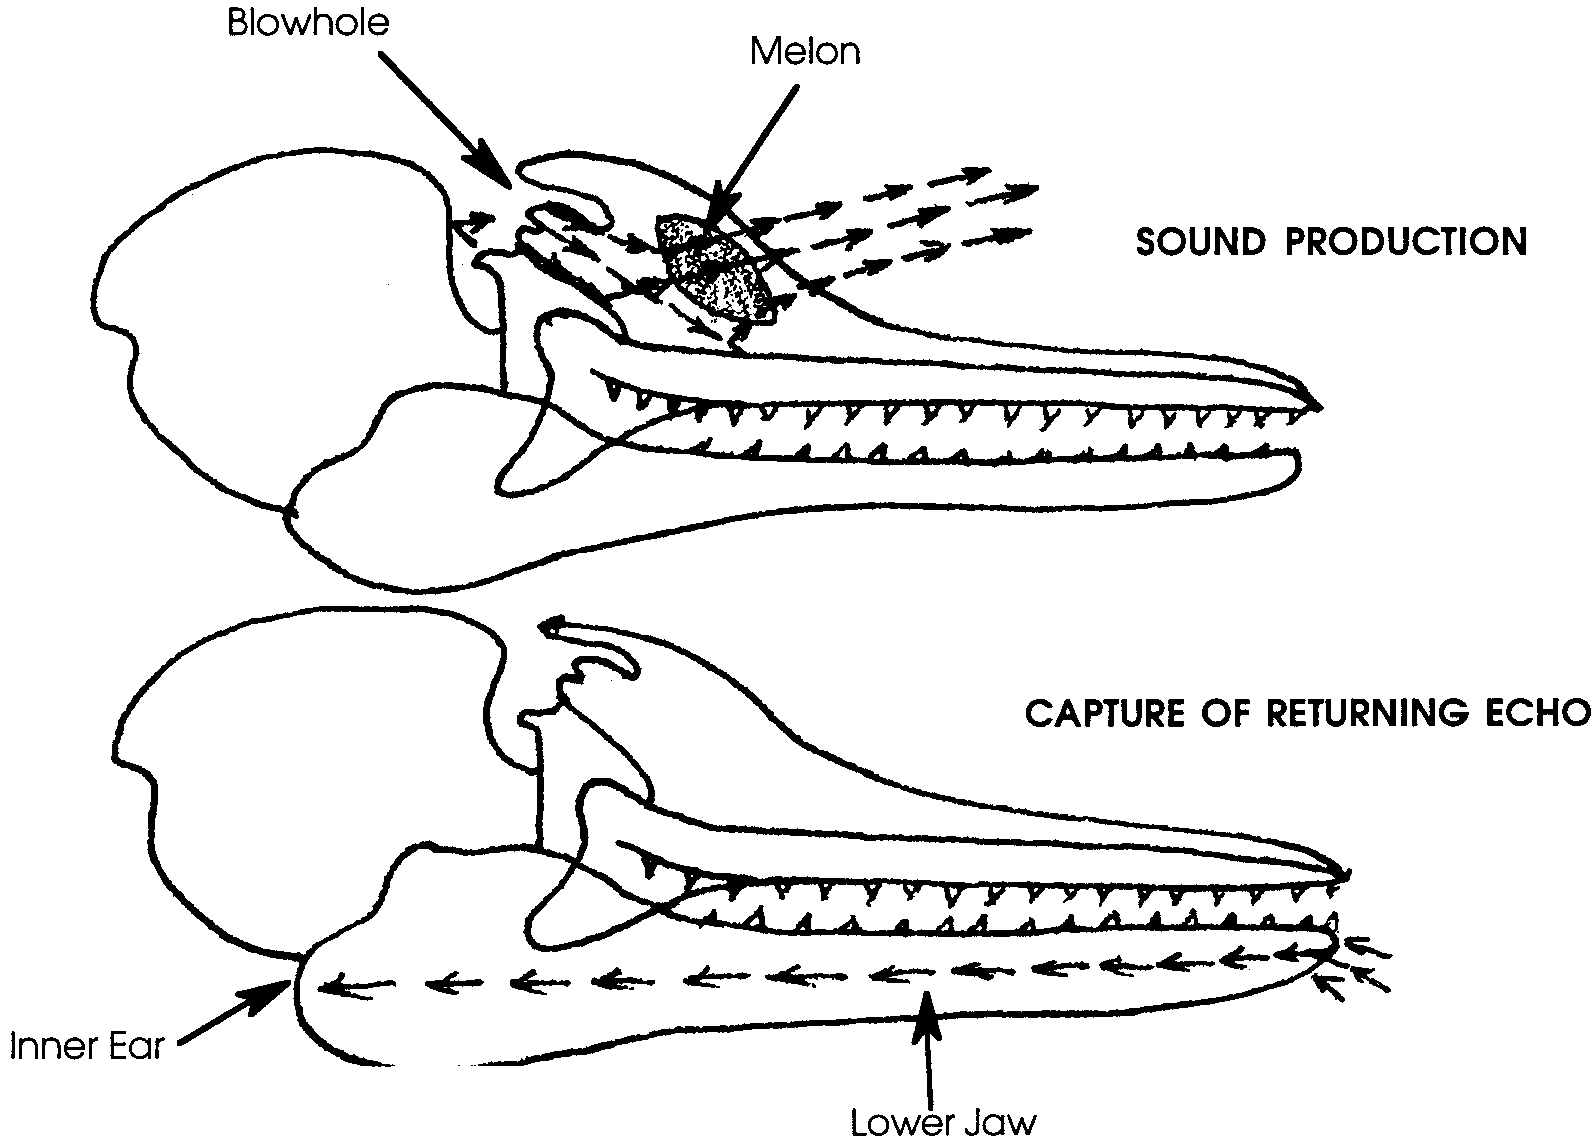 Blowhole
Melon
SOUND PRODUCTION
CAPTURE OF RETURNING ECHO
Inner Ear
Lower Jaw